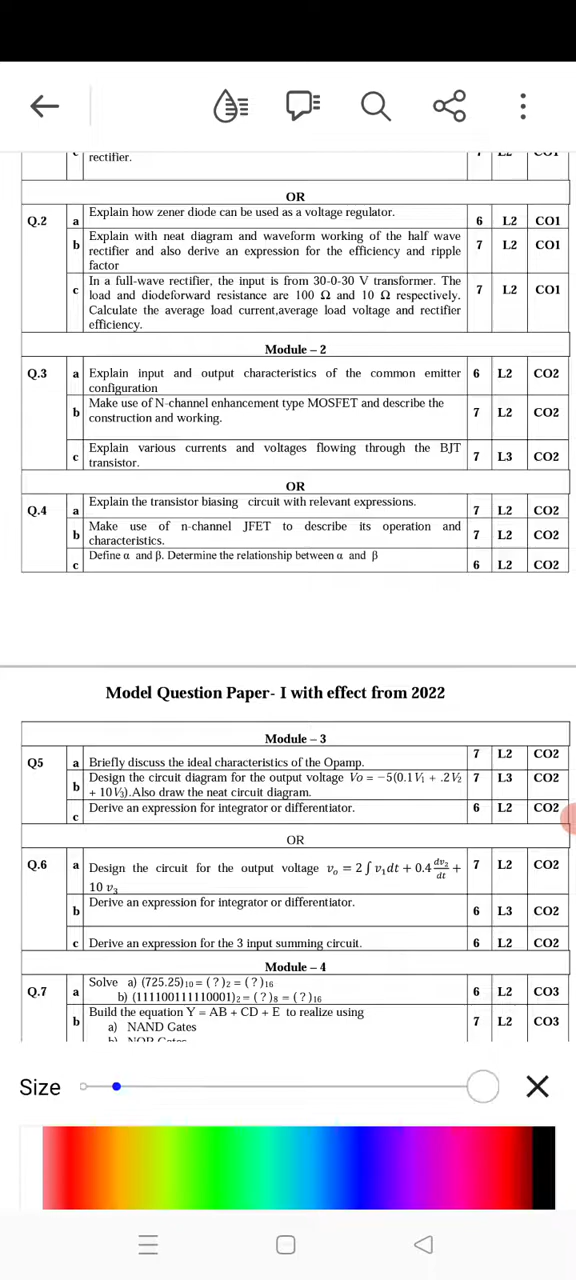 rectifier.
OR
Q.2 a Explain how zener diode can be used as a voltage regulator. 6 L2 CO1
b Explain with neat diagram and waveform working of the half wave
rectifier and also derive an expression for the efficiency and ripple 7 L2 CO1
factor
c In a full-wave rectifier, the input is from 30-0-30 V transformer. The
load and diodeforward resistance are 100 Ω and 10 Ω respectively. 7 L2 CO1
Calculate the average load current,average load voltage and rectifier
efficiency.
Module – 2
Q.3 a Explain input and output characteristics of the common emitter 6 L2 CO2
configuration
b Make use of N-channel enhancement type MOSFET and describe the
construction and working. 7 L2 CO2
c Explain various currents and voltages flowing through the BJT 7 L3 CO2
transistor.
OR
Q.4 a Explain the transistor biasing circuit with relevant expressions. 7 L2 CO2
b Make use of n-channel JFET to describe its operation and 7 L2 CO2
characteristics.
c Define α and β. Determine the relationship between α and β 6 L2 CO2
Model Question Paper- I with effect from 2022
Module – 3
Q5 a Briefly discuss the ideal characteristics of the Opamp. 7 L2 CO2
b Design the circuit diagram for the output voltage Vo = −5(0.1V₁ + .2V₂ 7 L3 CO2
+ 10V₃).Also draw the neat circuit diagram.
c Derive an expression for integrator or differentiator. 6 L2 CO2
OR
Q.6 a Design the circuit for the output voltage vₒ = 2 ∫ v₁dt + 0.4 dv₂/dt + 7 L2 CO2
10 v₃
b Derive an expression for integrator or differentiator. 6 L3 CO2
c Derive an expression for the 3 input summing circuit. 6 L2 CO2
Module – 4
Q.7 a Solve a) (725.25)₁₀ = ( ? )₂ = ( ? )₁₆ 6 L2 CO3
b) (111100111110001)₂ = ( ? )₈ = ( ? )₁₆
b Build the equation Y = AB + CD + E to realize using 7 L2 CO3
a) NAND Gates
Size